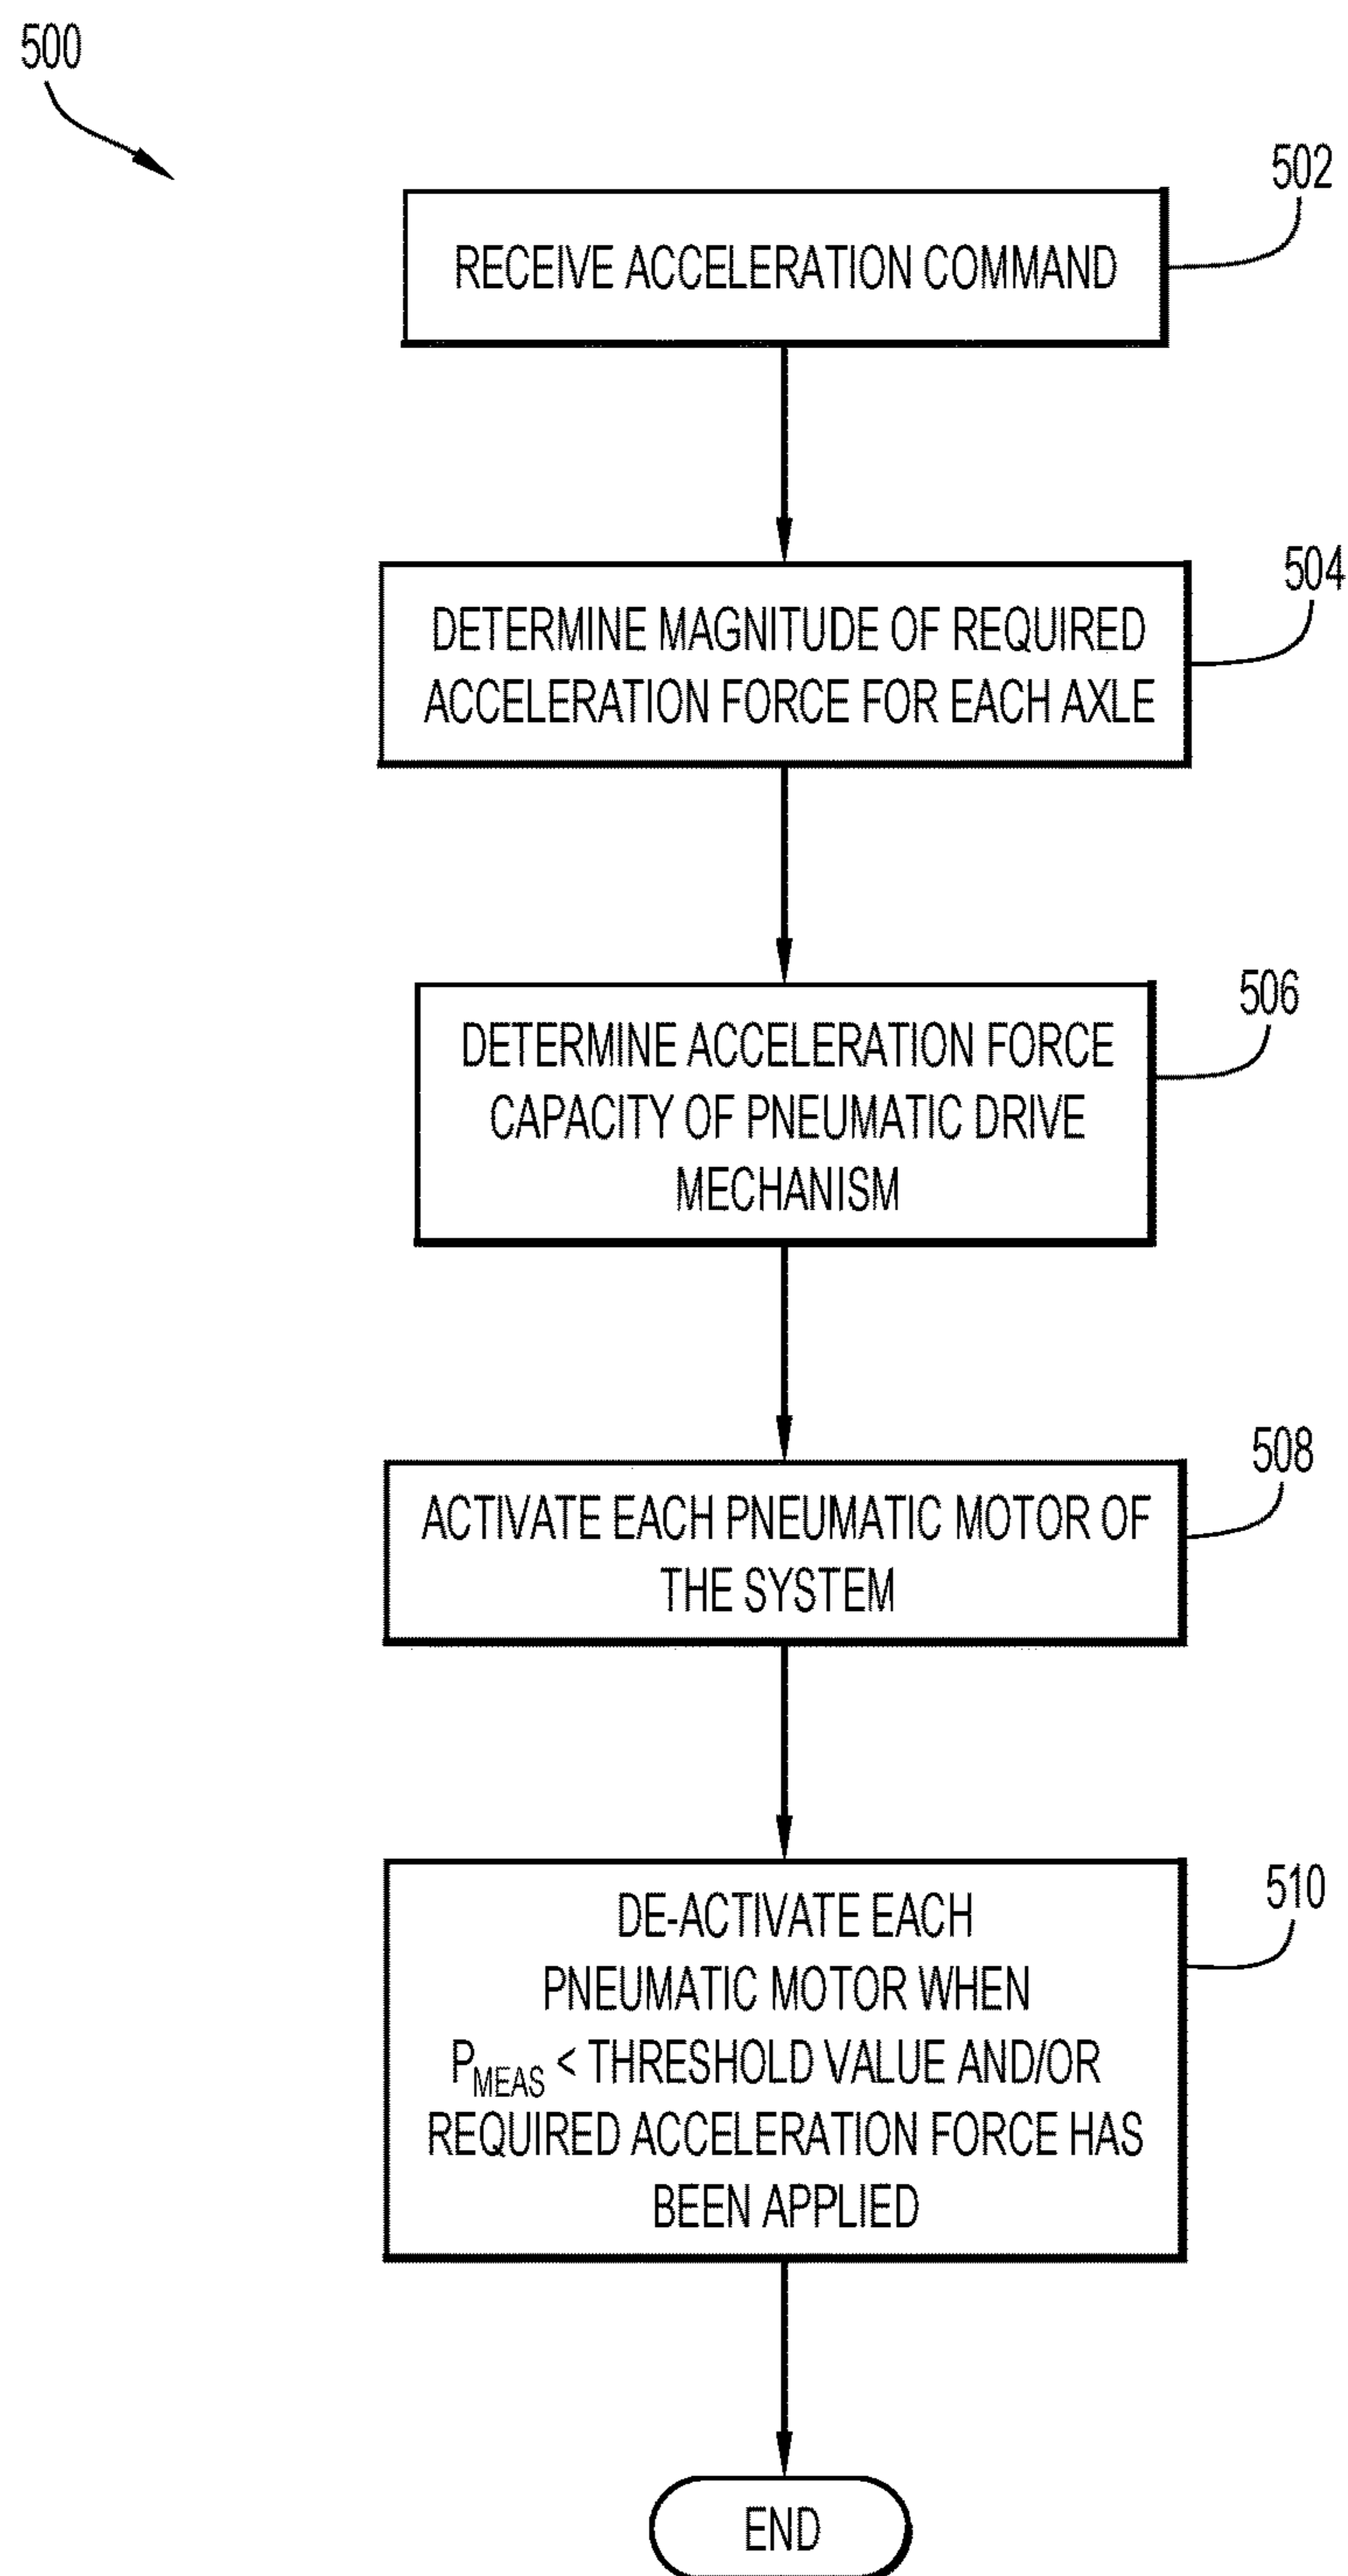 500
502
RECEIVE ACCELERATION COMMAND
504
DETERMINE MAGNITUDE OF REQUIRED
ACCELERATION FORCE FOR EACH AXLE
506
DETERMINE ACCELERATION FORCE
CAPACITY OF PNEUMATIC DRIVE
MECHANISM
508
ACTIVATE EACH PNEUMATIC MOTOR OF
THE SYSTEM
510
DE-ACTIVATE EACH
PNEUMATIC MOTOR WHEN
PMEAS < THRESHOLD VALUE AND/OR
REQUIRED ACCELERATION FORCE HAS
BEEN APPLIED
END